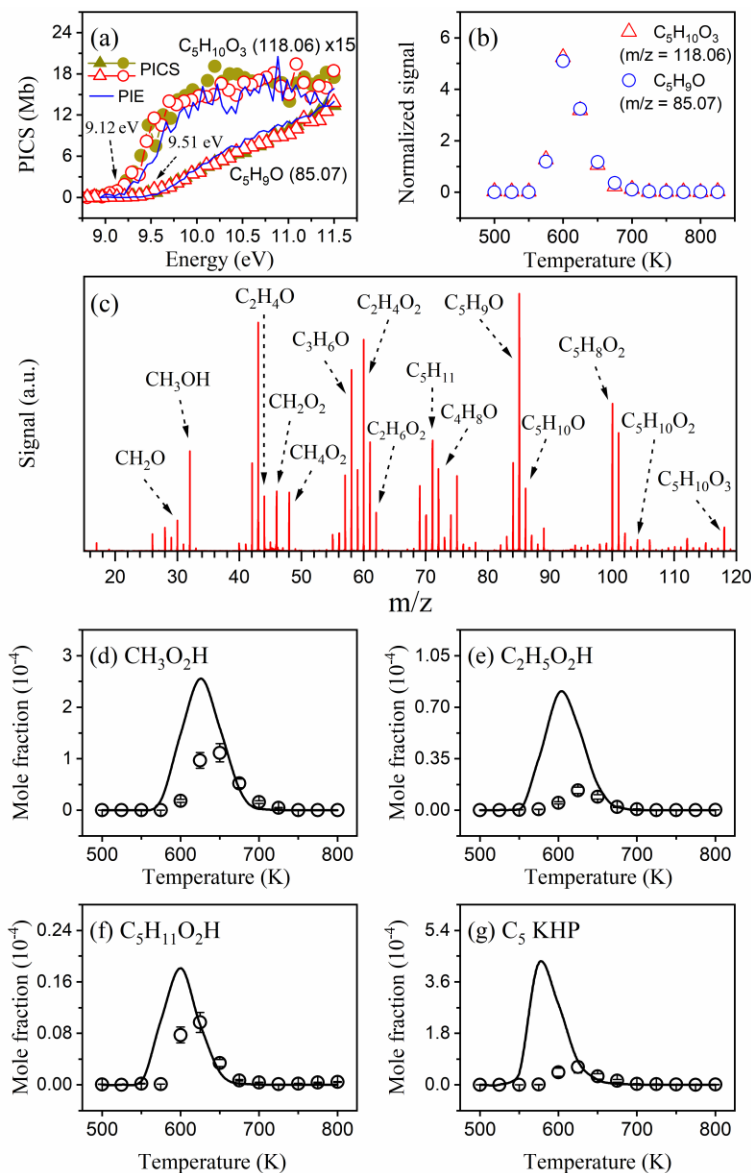 (a)
C₅H₁₀O₃ (118.06) x15
PICS
PIE
9.12 eV
9.51 eV
C₅H₉O (85.07)
PICS (Mb)
24
18
12
6
0
9.0 9.5 10.0 10.5 11.0 11.5
Energy (eV)
(b)
C₅H₁₀O₃
(m/z = 118.06)
C₅H₉O
(m/z = 85.07)
Normalized signal
6
4
2
0
500 600 700 800
Temperature (K)
(c)
C₂H₄O
C₂H₄O₂
C₅H₉O
C₃H₆O
C₅H₈O₂
CH₃OH
C₅H₁₁
CH₂O₂
C₄H₈O
C₅H₁₀O₂
CH₂O
CH₄O₂
C₂H₆O₂
C₅H₁₀O
C₅H₁₀O₃
Signal (a.u.)
20 30 40 50 60 70 80 90 100 110 120
m/z
(d) CH₃O₂H
Mole fraction (10⁻⁴)
3
2
1
0
500 600 700 800
Temperature (K)
(e) C₂H₅O₂H
Mole fraction (10⁻⁴)
1.05
0.70
0.35
0.00
500 600 700 800
Temperature (K)
(f) C₅H₁₁O₂H
Mole fraction (10⁻⁴)
0.24
0.16
0.08
0.00
500 600 700 800
Temperature (K)
(g) C₅ KHP
Mole fraction (10⁻⁴)
5.4
3.6
1.8
0.0
500 600 700 800
Temperature (K)